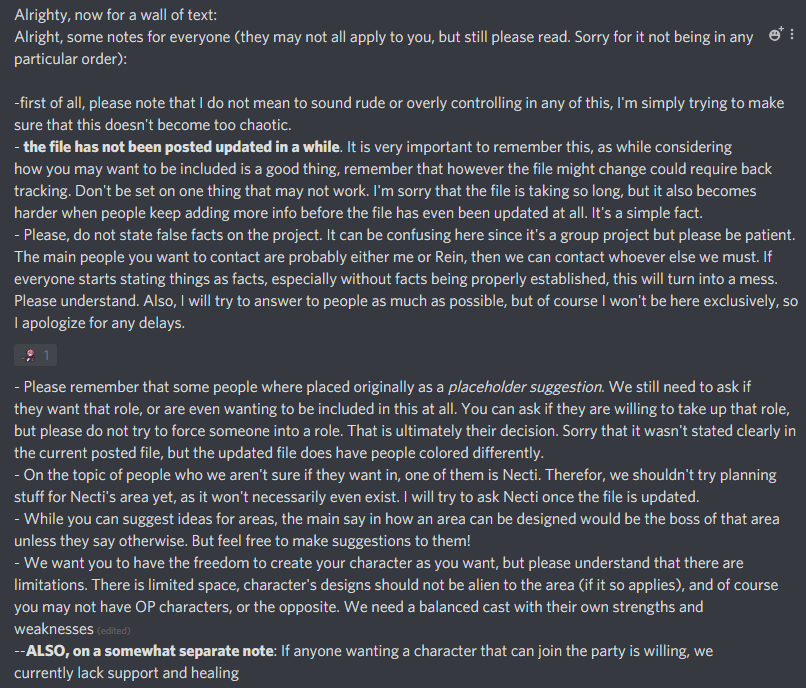 Alrighty, now for a wall of text:
Alright, some notes for everyone (they may not all apply to you, but still please read. Sorry for it not being in any
particular order):
-first of all, please note that I do not mean to sound rude or overly controlling in any of this, I'm simply trying to make
sure that this doesn't become too chaotic.
- the file has not been posted updated in a while. It is very important to remember this, as while considering
how you may want to be included is a good thing, remember that however the file might change could require back
tracking. Don't be set on one thing that may not work. I'm sorry that the file is taking so long, but it also becomes
harder when people keep adding more info before the file has even been updated at all. It's a simple fact.
- Please, do not state false facts on the project. It can be confusing here since it's a group project but please be patient.
The main people you want to contact are probably either me or Rein, then we can contact whoever else we must. If
everyone starts stating things as facts, especially without facts being properly established, this will turn into a mess.
Please understand. Also, I will try to answer to people as much as possible, but of course I won't be here exclusively, so
I apologize for any delays.
1
- Please remember that some people where placed originally as a placeholder suggestion. We still need to ask if
they want that role, or are even wanting to be included in this at all. You can ask if they are willing to take up that role,
but please do not try to force someone into a role. That is ultimately their decision. Sorry that it wasn't stated clearly in
the current posted file, but the updated file does have people colored differently.
- On the topic of people who we aren't sure if they want in, one of them is Necti. Therefor, we shouldn't try planning
stuff for Necti's area yet, as it won't necessarily even exist. I will try to ask Necti once the file is updated.
- While you can suggest ideas for areas, the main say in how an area can be designed would be the boss of that area
unless they say otherwise. But feel free to make suggestions to them!
- We want you to have the freedom to create your character as you want, but please understand that there are
limitations. There is limited space, character's designs should not be alien to the area (if it so applies), and of course
you may not have OP characters, or the opposite. We need a balanced cast with their own strengths and
weaknesses (edited)
--ALSO, on a somewhat separate note: If anyone wanting a character that can join the party is willing, we
currently lack support and healing